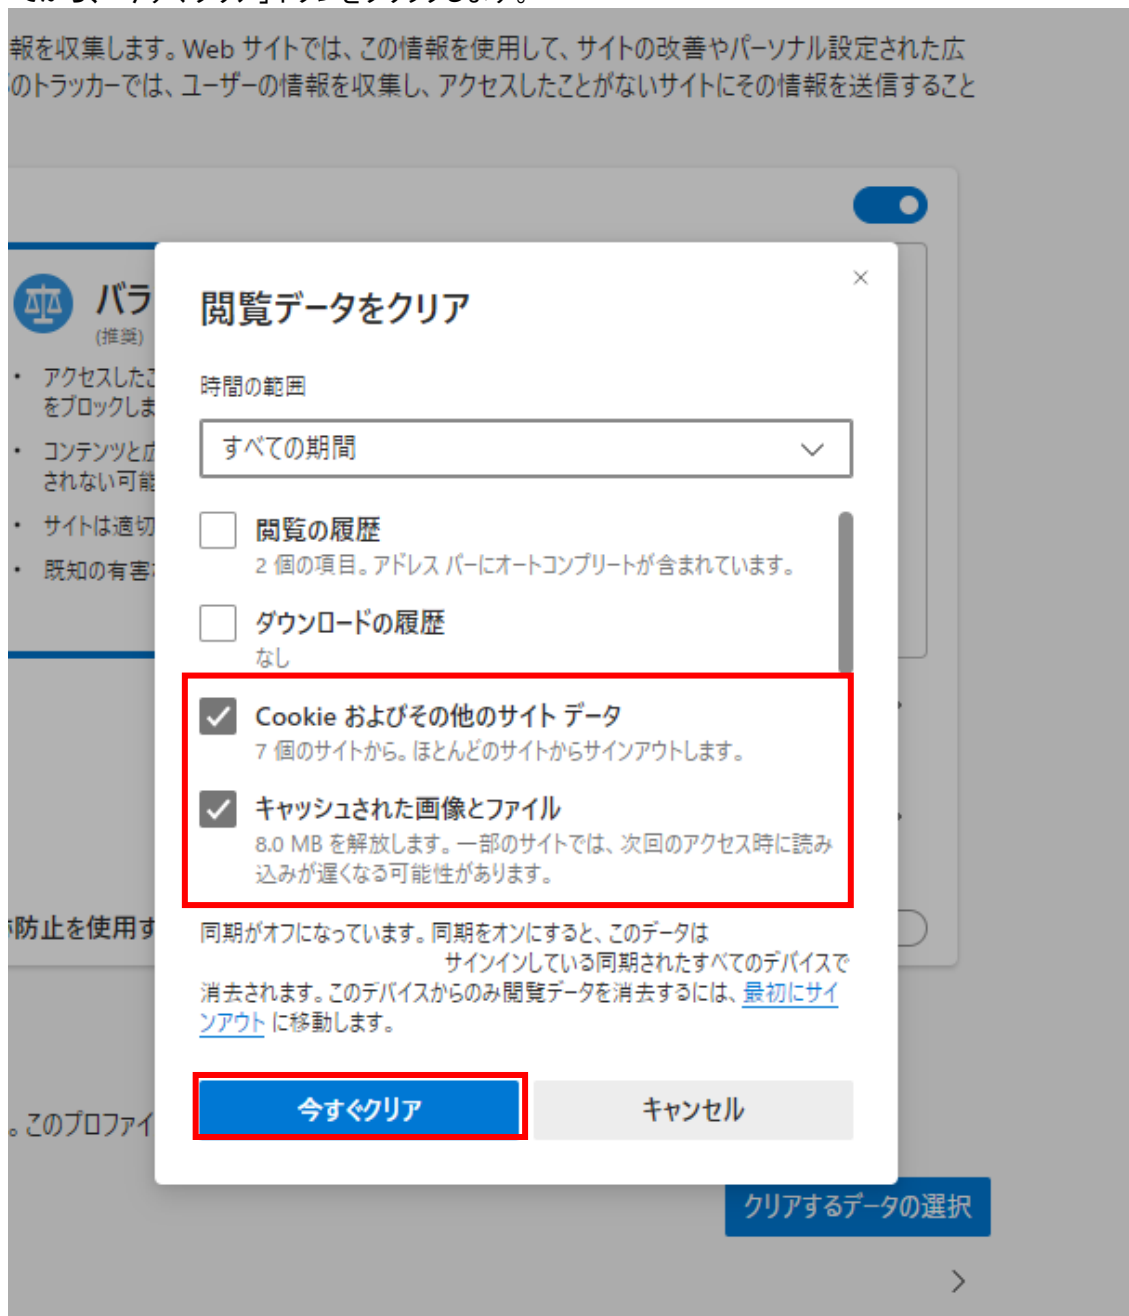 報を収集します。Web サイトでは、この情報を使用して、サイトの改善やパーソナル設定された広
のトラッカーでは、ユーザーの情報を収集し、アクセスしたことがないサイトにその情報を送信すること
バラ
(推奨)
・ アクセスしたこ
をブロックしま
・ コンテンツと広
されない可能
・ サイトは適切
・ 既知の有害
閲覧データをクリア
時間の範囲
すべての期間
閲覧の履歴
2 個の項目。アドレス バーにオートコンプリートが含まれています。
ダウンロードの履歴
なし
Cookie およびその他のサイト データ
7 個のサイトから。ほとんどのサイトからサインアウトします。
キャッシュされた画像とファイル
8.0 MB を解放します。一部のサイトでは、次回のアクセス時に読み
込みが遅くなる可能性があります。
同期がオフになっています。同期をオンにすると、このデータは
サインインしている同期されたすべてのデバイスで
消去されます。このデバイスからのみ閲覧データを消去するには、最初にサイ
ンアウト に移動します。
防止を使用す
今すぐクリア
キャンセル
。このプロファイ
クリアするデータの選択